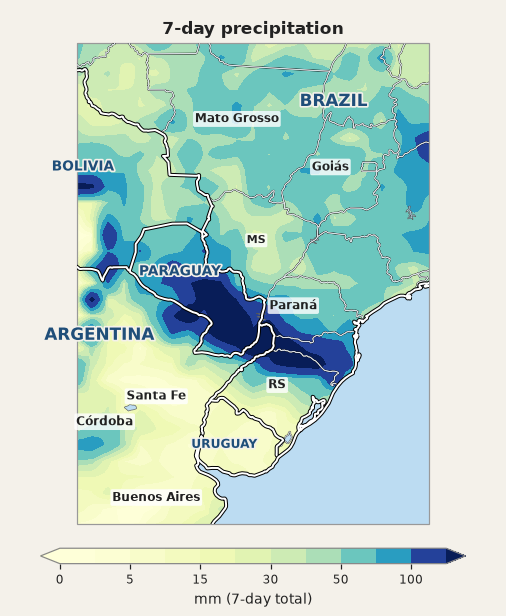 7-day precipitation
BRAZIL
Mato Grosso
BOLIVIA
Goiás
MS
PARAGUAY
Paraná
ARGENTINA
RS
Santa Fe
Córdoba
URUGUAY
Buenos Aires
0 5 15 30 50 100
mm (7-day total)